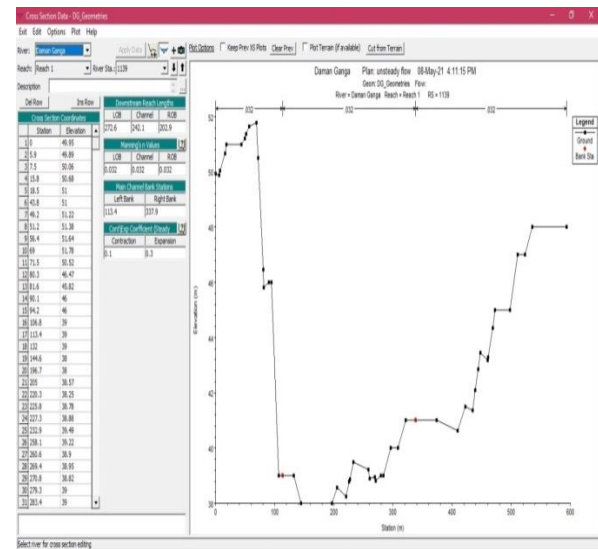 Cross Section Data - DG_Geometries
Exit Edit Options Plot Help
River: Daman Ganga Apply Data Plot Options Keep Prev XS Plots Clear Prev Plot Terrain (if available) Cut from Terrain
Reach: Reach 1 River Sta.: 1139
Description
Del Row Ins Row
Cross Section Coordinates
Station Elevation
1 0 49.95
2 5.9 49.89
3 7.5 50.06
4 15.8 50.68
5 18.5 51
6 43.8 51
7 49.2 51.22
8 51.2 51.38
9 56.4 51.64
10 69 51.78
11 71.5 50.52
12 80.3 46.47
13 81.6 45.82
14 90.1 46
15 94.2 46
16 106.8 39
17 113.4 39
18 132 39
19 144.6 38
20 196.7 38
21 205 38.57
22 220.3 38.25
23 225.8 38.78
24 227.3 38.88
25 232.9 39.49
26 258.1 39.22
27 260.6 38.9
28 269.4 38.95
29 270.8 38.82
30 279.3 39
31 283.4 39
Downstream Reach Lengths
LOB Channel ROB
272.6 242.1 202.9
Manning's n Values
LOB Channel ROB
0.032 0.032 0.032
Main Channel Bank Stations
Left Bank Right Bank
113.4 337.9
Cont\Exp Coefficient (Steady
Contraction Expansion
0.1 0.3
Daman Ganga Plan: unsteady flow 08-May-21 4:11:15 PM
Geom: DG_Geometries Flow:
River = Daman Ganga Reach = Reach 1 RS = 1139
.032 .032 .032
Legend
Ground
Bank Sta
Elevation (m)
52
50
48
46
44
42
40
38
0 100 200 300 400 500 600
Station (m)
Select river for cross section editing